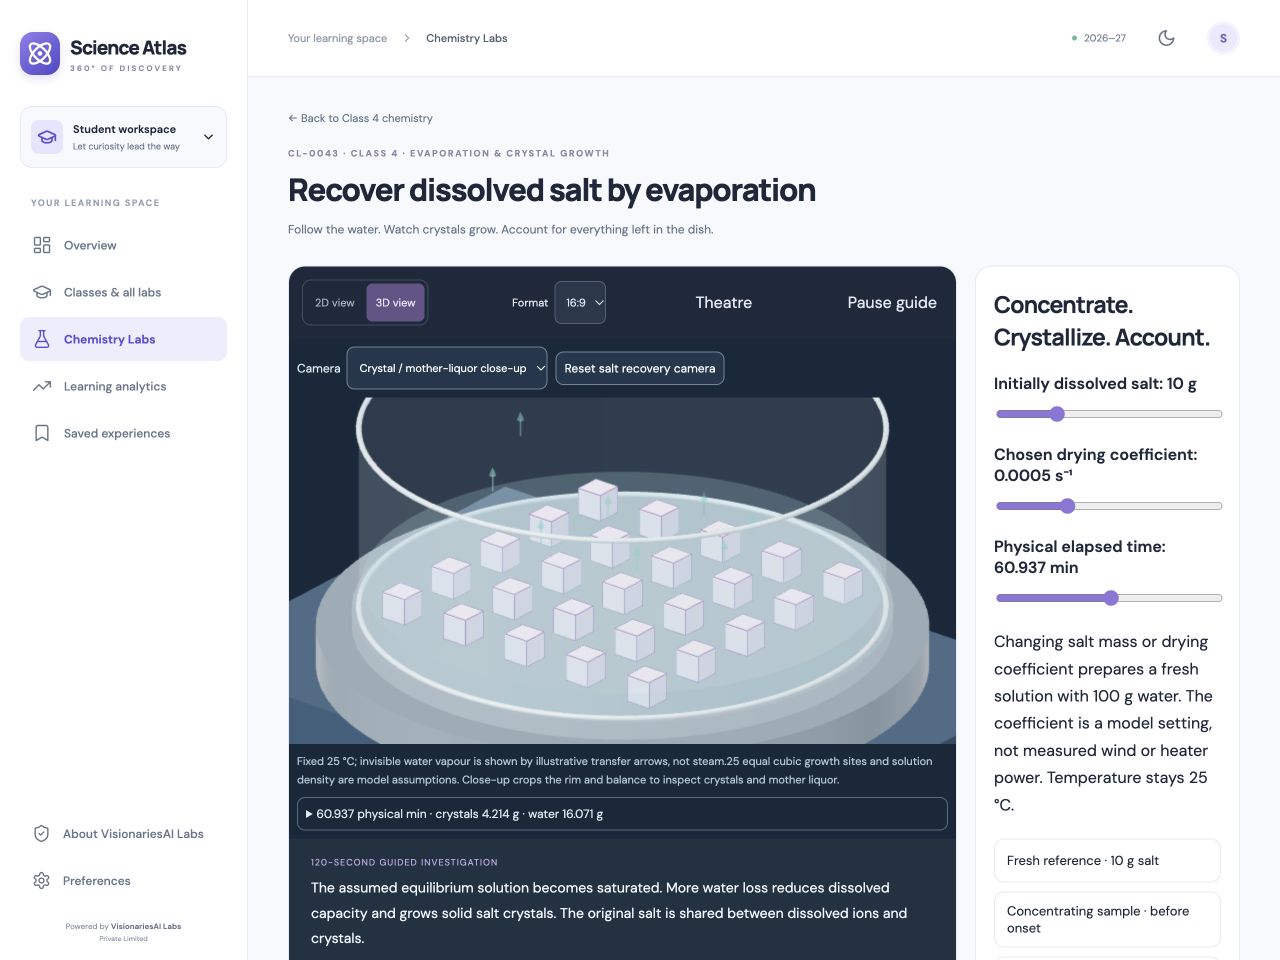 Science Atlas
360° OF DISCOVERY
Student workspace
Let curiosity lead the way
YOUR LEARNING SPACE
Overview
Classes & all labs
Chemistry Labs
Learning analytics
Saved experiences
About VisionariesAI Labs
Preferences
Powered by VisionariesAI Labs
Private Limited
Your learning space > Chemistry Labs
2026–27
S
← Back to Class 4 chemistry
CL-0043 · CLASS 4 · EVAPORATION & CRYSTAL GROWTH
Recover dissolved salt by evaporation
Follow the water. Watch crystals grow. Account for everything left in the dish.
2D view
3D view
Format
16:9
Theatre
Pause guide
Camera
Crystal / mother-liquor close-up
Reset salt recovery camera
Fixed 25 °C; invisible water vapour is shown by illustrative transfer arrows, not steam.25 equal cubic growth sites and solution
density are model assumptions. Close-up crops the rim and balance to inspect crystals and mother liquor.
▶ 60.937 physical min · crystals 4.214 g · water 16.071 g
120-SECOND GUIDED INVESTIGATION
The assumed equilibrium solution becomes saturated. More water loss reduces dissolved
capacity and grows solid salt crystals. The original salt is shared between dissolved ions and
crystals.
Concentrate.
Crystallize. Account.
Initially dissolved salt: 10 g
Chosen drying coefficient:
0.0005 s⁻¹
Physical elapsed time:
60.937 min
Changing salt mass or drying
coefficient prepares a fresh
solution with 100 g water. The
coefficient is a model setting,
not measured wind or heater
power. Temperature stays 25
°C.
Fresh reference · 10 g salt
Concentrating sample · before
onset